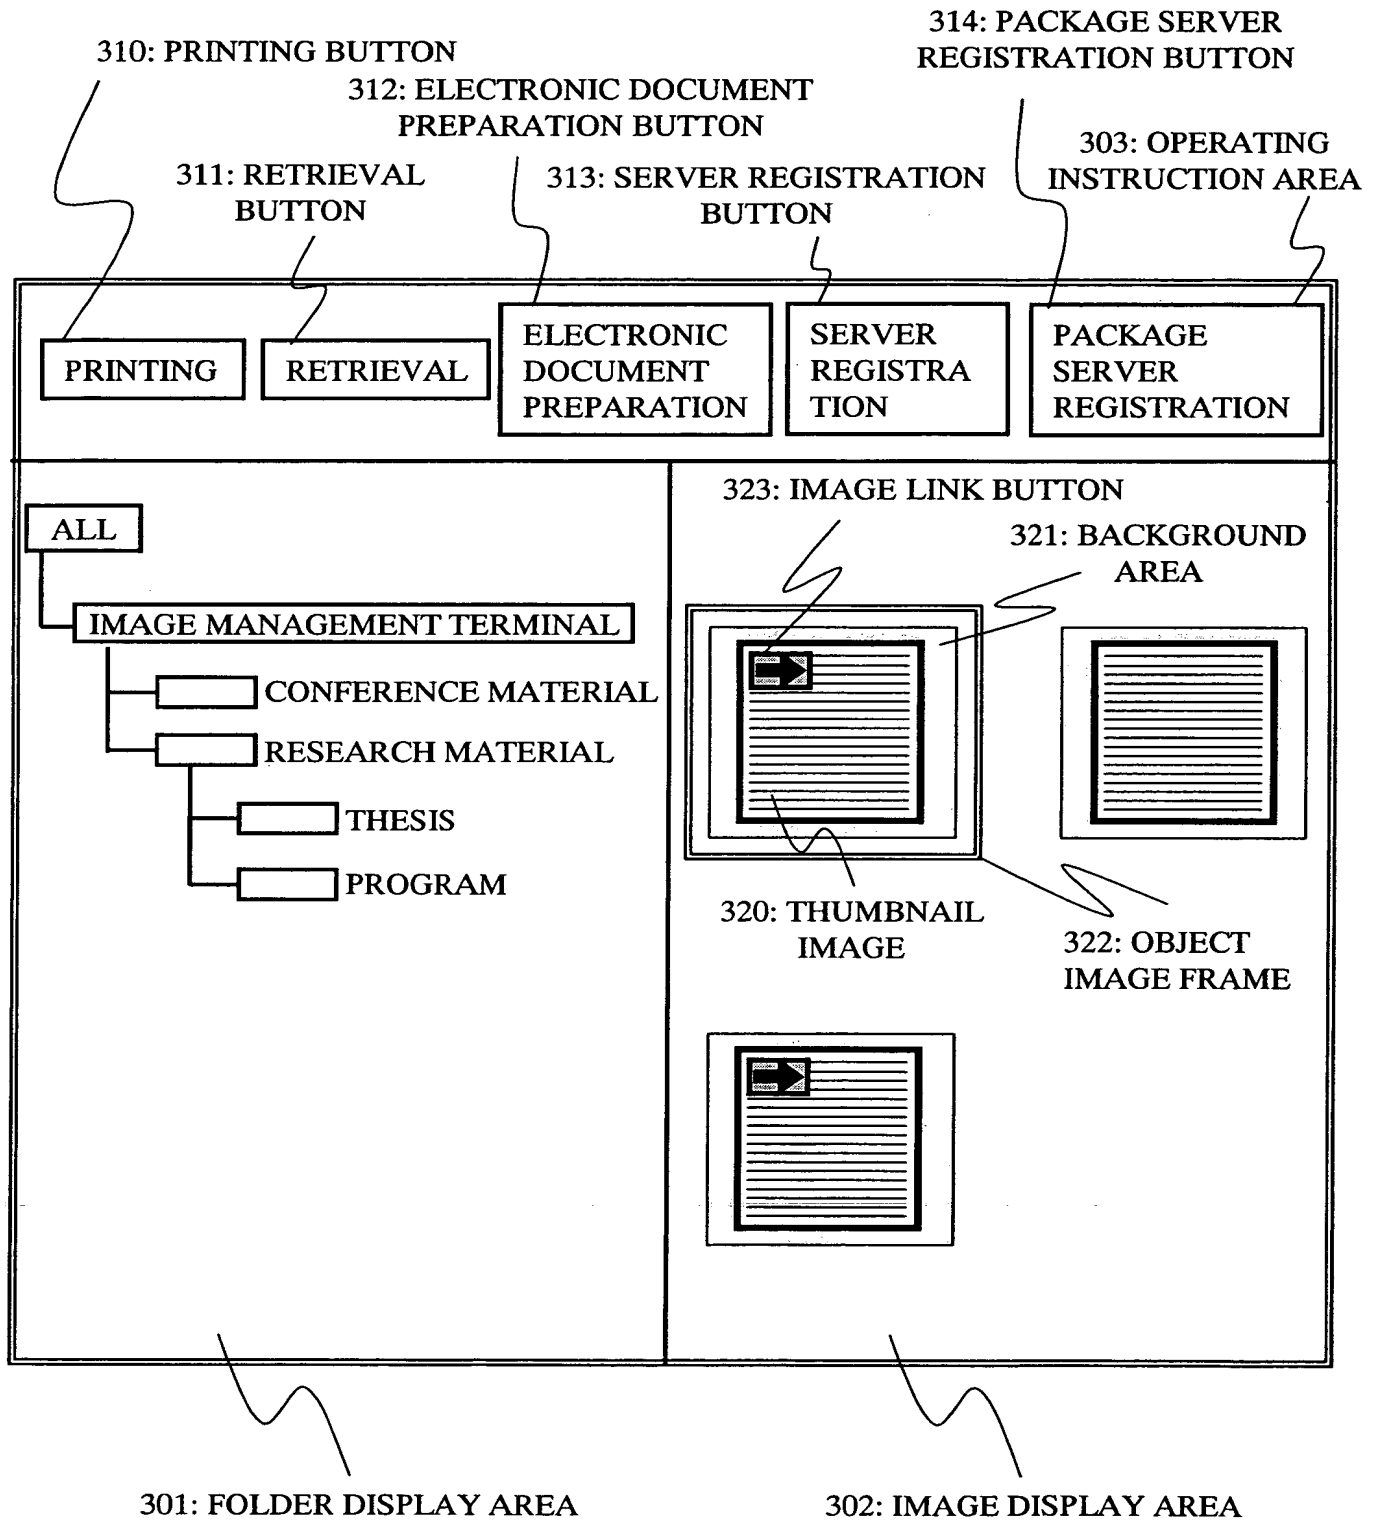 314: PACKAGE SERVER
REGISTRATION BUTTON
310: PRINTING BUTTON
312: ELECTRONIC DOCUMENT
PREPARATION BUTTON
303: OPERATING
INSTRUCTION AREA
311: RETRIEVAL
BUTTON
313: SERVER REGISTRATION
BUTTON
PRINTING
RETRIEVAL
ELECTRONIC
DOCUMENT
PREPARATION
SERVER
REGISTRA
TION
PACKAGE
SERVER
REGISTRATION
ALL
IMAGE MANAGEMENT TERMINAL
CONFERENCE MATERIAL
RESEARCH MATERIAL
THESIS
PROGRAM
323: IMAGE LINK BUTTON
321: BACKGROUND
AREA
320: THUMBNAIL
IMAGE
322: OBJECT
IMAGE FRAME
301: FOLDER DISPLAY AREA
302: IMAGE DISPLAY AREA